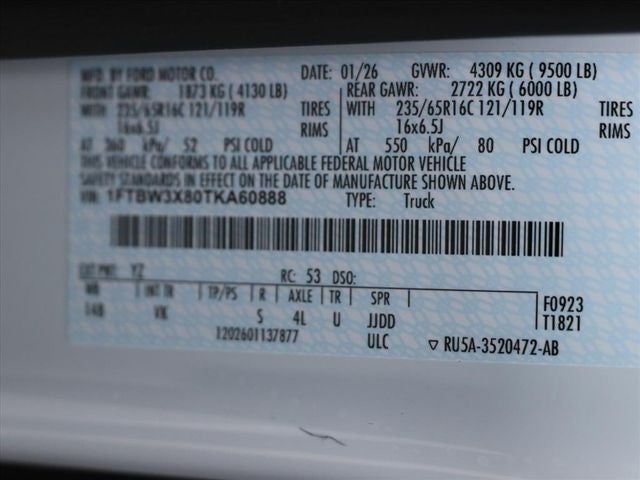 MFD. BY FORD MOTOR CO. DATE: 01/26 GVWR: 4309 KG ( 9500 LB)
FRONT GAWR: 1873 KG ( 4130 LB) REAR GAWR: 2722 KG ( 6000 LB)
WITH 235/65R16C 121/119R TIRES WITH 235/65R16C 121/119R TIRES
16x6.5J RIMS 16x6.5J RIMS
AT 360 kPa/ 52 PSI COLD AT 550 kPa/ 80 PSI COLD
THIS VEHICLE CONFORMS TO ALL APPLICABLE FEDERAL MOTOR VEHICLE
SAFETY STANDARDS IN EFFECT ON THE DATE OF MANUFACTURE SHOWN ABOVE.
VIN: 1FTBW3X80TKA60888 TYPE: Truck
EXT PNT: YZ RC: 53 DSO:
WB INT TR TP/PS R AXLE TR SPR F0923
148 VK S 4L U JJDD T1821
1202601137877 ULC ▽ RU5A-3520472-AB